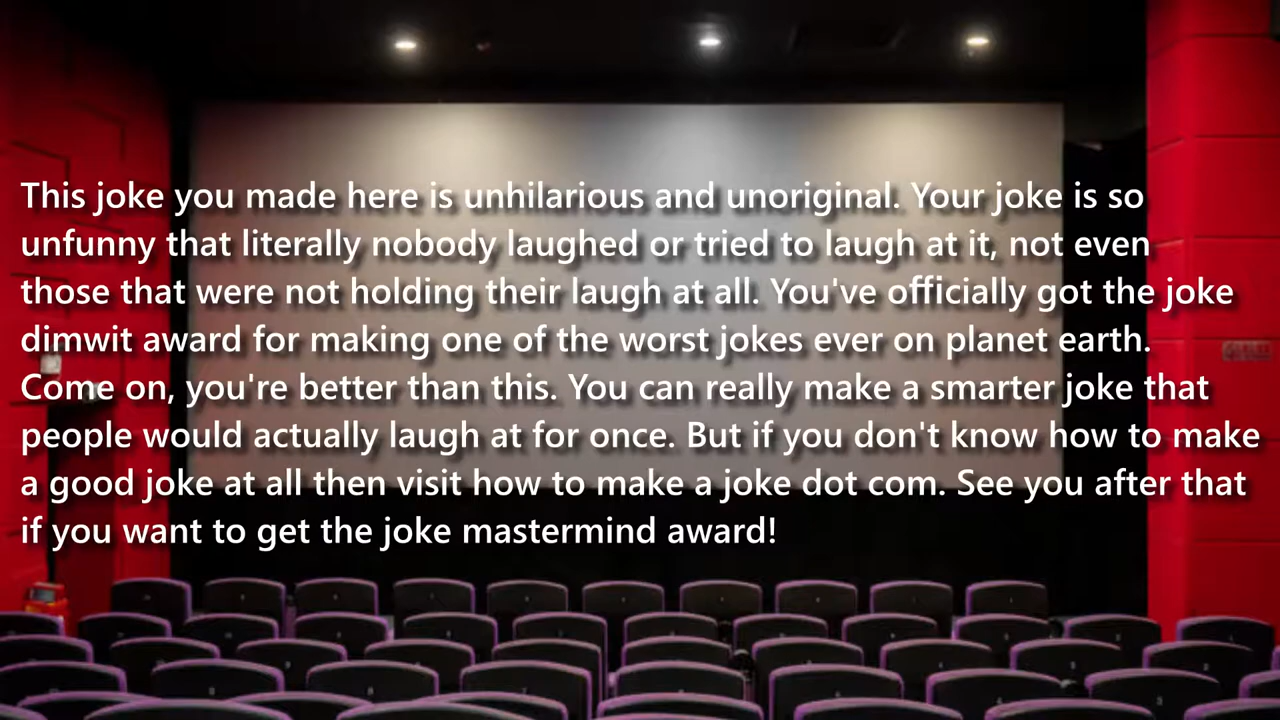 This joke you made here is unhilarious and unoriginal. Your joke is so
unfunny that literally nobody laughed or tried to laugh at it, not even
those that were not holding their laugh at all. You've officially got the joke
dimwit award for making one of the worst jokes ever on planet earth.
Come on, you're better than this. You can really make a smarter joke that
people would actually laugh at for once. But if you don't know how to make
a good joke at all then visit how to make a joke dot com. See you after that
if you want to get the joke mastermind award!